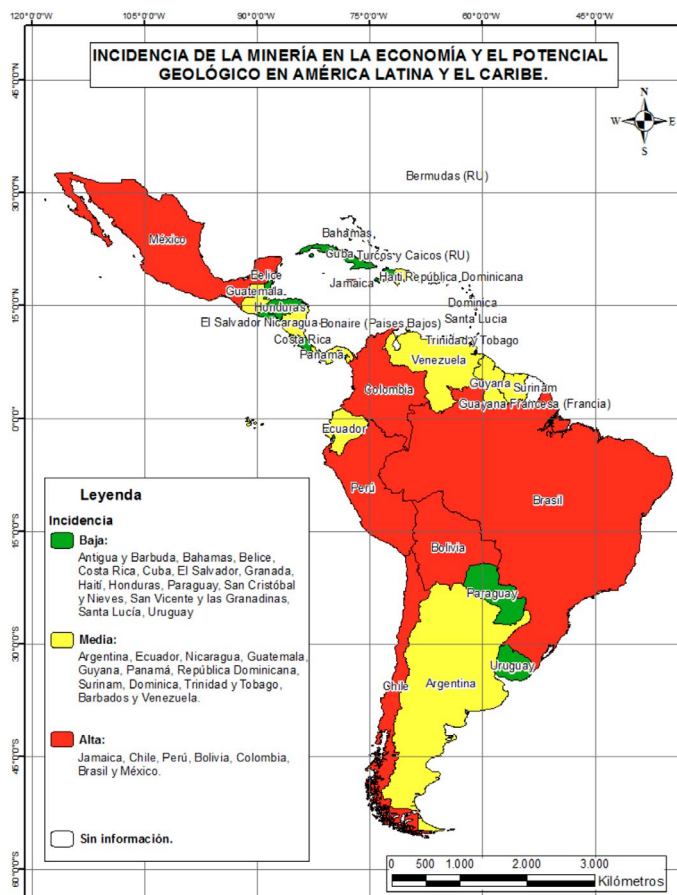 120°0'0"O
105°0'0"O
90°0'0"O
75°0'0"O
60°0'0"O
45°0'0"O
INCIDENCIA DE LA MINERÍA EN LA ECONOMÍA Y EL POTENCIAL
GEOLÓGICO EN AMÉRICA LATINA Y EL CARIBE.
45°0'0"N
N
W
E
S
Bermudas (RU)
30°0'0"N
Bahamas
México
Cuba
Turcos y Caicos (RU)
Belice
Haití
República Dominicana
Jamaica
Guatemala
Dominica
15°0'0"N
Honduras
Santa Lucia
El Salvador
Nicaragua
Bonaire (Paises Bajos)
Costa Rica
Trinidad y Tobago
Panamá
Venezuela
Guyana
Surinam
Colombia
Guayana Francesa (Francia)
0°0'0"
Ecuador
Perú
Brasil
Leyenda
Incidencia
15°0'0"S
Baja:
Antigua y Barbuda, Bahamas, Belice,
Costa Rica, Cuba, El Salvador, Granada,
Haití, Honduras, Paraguay, San Cristóbal
y Nieves, San Vicente y las Granadinas,
Santa Lucía, Uruguay
Bolivia
Paraguay
Media:
Argentina, Ecuador, Nicaragua, Guatemala,
Guyana, Panamá, República Dominicana,
Surinam, Dominica, Trinidad y Tobago,
Barbados y Venezuela.
30°0'0"S
Uruguay
Chile
Argentina
Alta:
Jamaica, Chile, Perú, Bolivia, Colombia,
Brasil y México.
45°0'0"S
Sin información.
60°0'0"S
0 500 1.000 2.000 3.000
Kilómetros